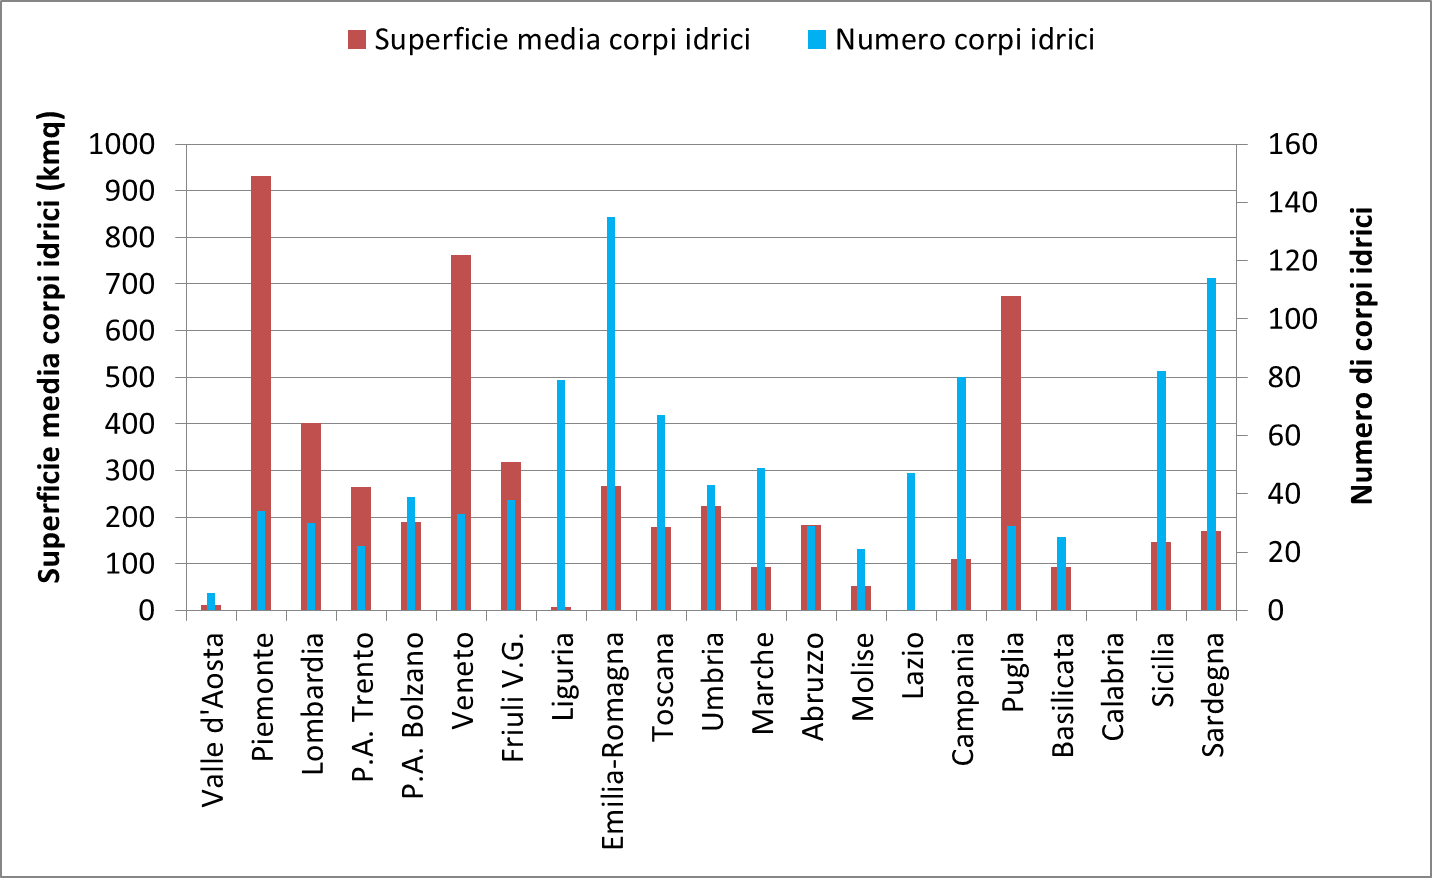 Superficie media corpi idrici Numero corpi idrici
Superficie media corpi idrici (kmq)
1000
900
800
700
600
500
400
300
200
100
0
160
140
120
100
80
60
40
20
0
Numero di corpi idrici
Valle d'Aosta
Piemonte
Lombardia
P.A. Trento
P.A. Bolzano
Veneto
Friuli V.G.
Liguria
Emilia-Romagna
Toscana
Umbria
Marche
Abruzzo
Molise
Lazio
Campania
Puglia
Basilicata
Calabria
Sicilia
Sardegna